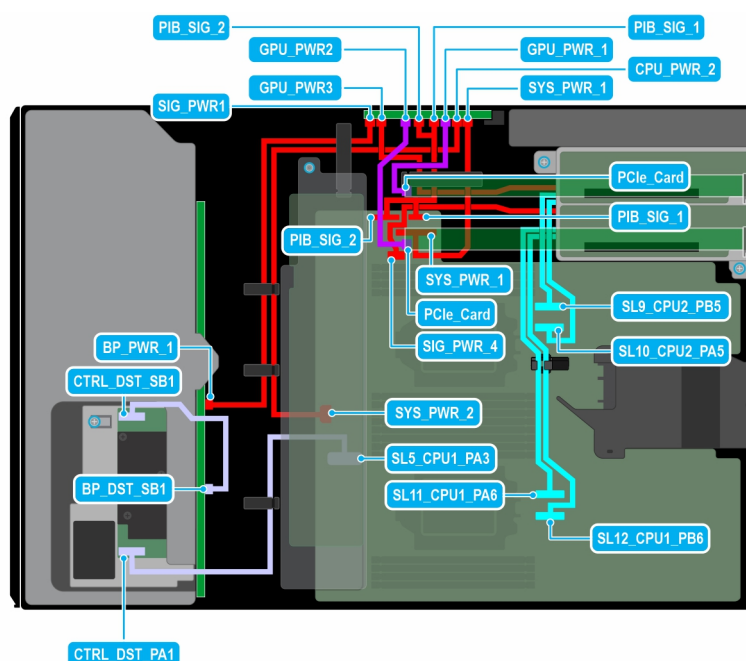 PIB_SIG_2
PIB_SIG_1
GPU_PWR2
GPU_PWR_1
CPU_PWR_2
GPU_PWR3
SYS_PWR_1
SIG_PWR1
PCIe_Card
PIB_SIG_1
PIB_SIG_2
SYS_PWR_1
SL9_CPU2_PB5
PCIe_Card
BP_PWR_1
SIG_PWR_4
SL10_CPU2_PA5
CTRL_DST_SB1
SYS_PWR_2
SL5_CPU1_PA3
BP_DST_SB1
SL11_CPU1_PA6
SL12_CPU1_PB6
CTRL_DST_PA1